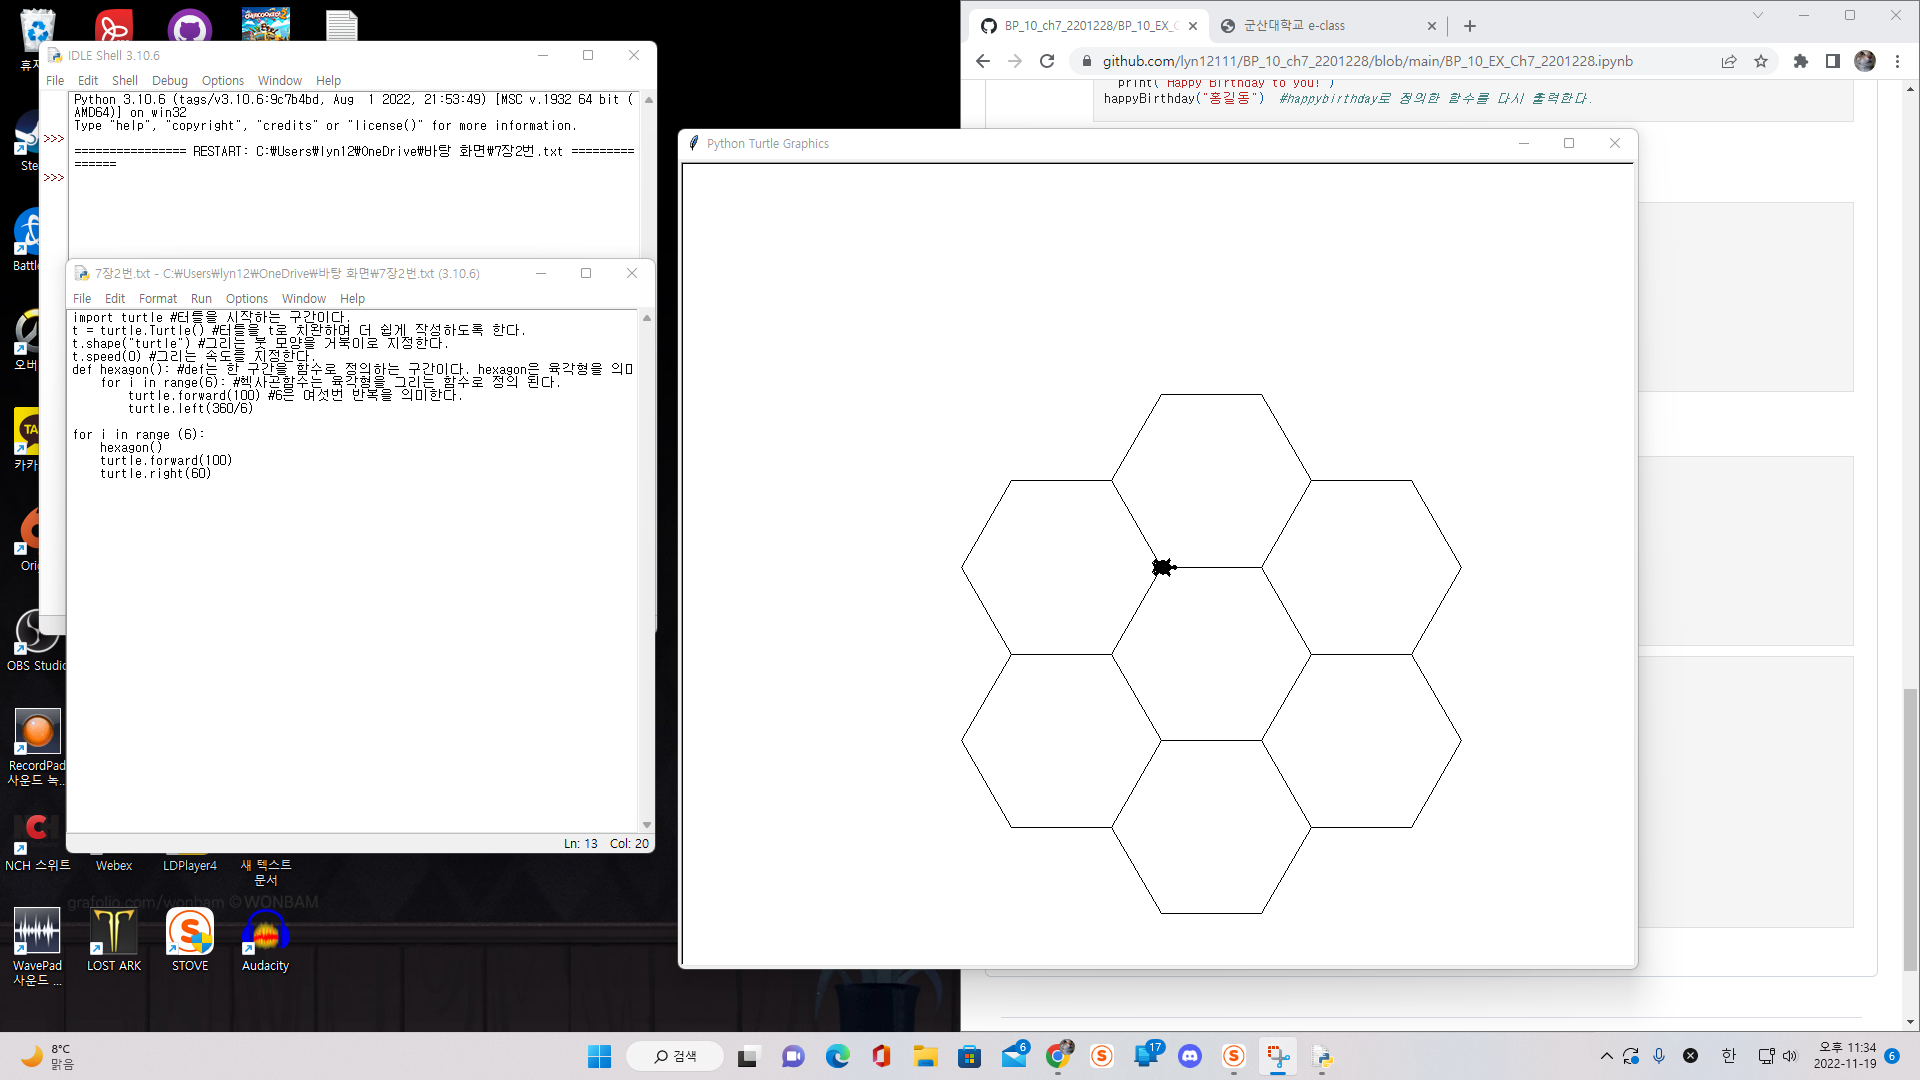 휴지
IDLE Shell 3.10.6
File Edit Shell Debug Options Window Help
Python 3.10.6 (tags/v3.10.6:9c7b4bd, Aug  1 2022, 21:53:49) [MSC v.1932 64 bit (
AMD64)] on win32
Type "help", "copyright", "credits" or "license()" for more information.
>>>
================ RESTART: C:\Users\lyn12\OneDrive\바탕 화면\7장2번.txt =========
======
>>>
7장2번.txt - C:\Users\lyn12\OneDrive\바탕 화면\7장2번.txt (3.10.6)
File Edit Format Run Options Window Help
import turtle #터틀을 시작하는 구간이다.
t = turtle.Turtle() #터틀을 t로 치환하여 더 쉽게 작성하도록 한다.
t.shape("turtle") #그리는 붓 모양을 거북이로 지정한다.
t.speed(0) #그리는 속도를 지정한다.
def hexagon(): #def는 한 구간을 함수로 정의하는 구간이다. hexagon은 육각형을 의미
    for i in range(6): #헥사곤함수는 육각형을 그리는 함수로 정의 된다.
        turtle.forward(100) #6은 여섯번 반복을 의미한다.
        turtle.left(360/6)
for i in range (6):
    hexagon()
    turtle.forward(100)
    turtle.right(60)
Ln: 13 Col: 20
Ste
Battl
오버
TA
카카
Ori
OBS Studio
RecordPad
사운드 녹...
NCH 스위트
Webex
LDPlayer4
새 텍스트
문서
grafolio.com/wonbam ©WONBAM
WavePad
사운드 ...
LOST ARK
STOVE
Audacity
BP_10_ch7_2201228/BP_10_EX_C
군산대학교 e-class
github.com/lyn12111/BP_10_ch7_2201228/blob/main/BP_10_EX_Ch7_2201228.ipynb
print("Happy Birthday to you!")
happyBirthday("홍길동")  #happybirthday로 정의한 함수를 다시 출력한다.
Python Turtle Graphics
8°C
맑음
검색
6
17
한
오후 11:34
2022-11-19
6